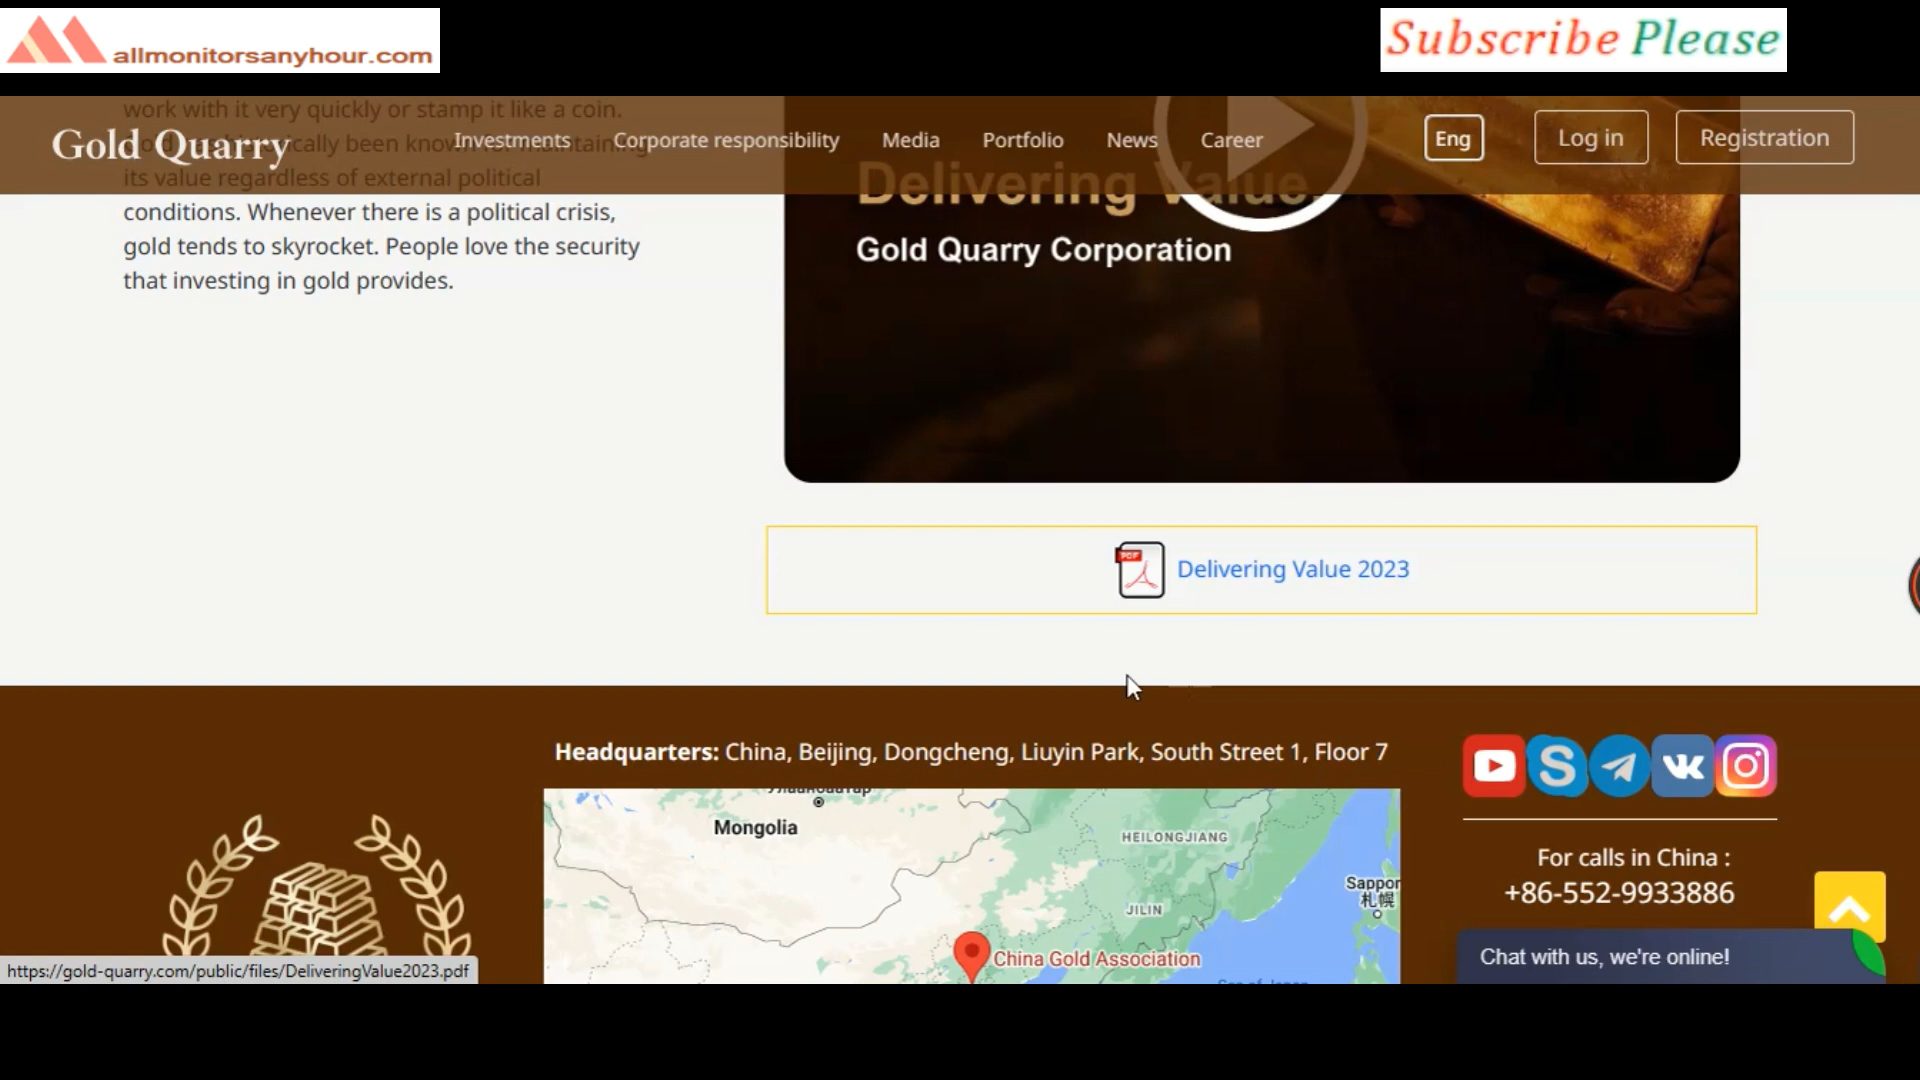 allmonitorsanyhour.com
Subscribe Please
work with it very quickly or stamp it like a coin.
Gold Quarry
Investments
Corporate responsibility
Media
Portfolio
News
Career
Eng
Log in
Registration
its value regardless of external political
conditions. Whenever there is a political crisis,
gold tends to skyrocket. People love the security
that investing in gold provides.
Delivering Value.
Gold Quarry Corporation
PDF
Delivering Value 2023
Headquarters: China, Beijing, Dongcheng, Liuyin Park, South Street 1, Floor 7
Mongolia
HEILONGJIANG
JILIN
Sappor
札幌
China Gold Association
For calls in China :
+86-552-9933886
Chat with us, we're online!
https://gold-quarry.com/public/files/DeliveringValue2023.pdf